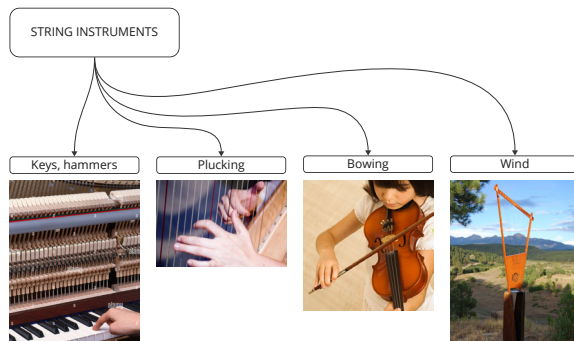 STRING INSTRUMENTS
Keys, hammers
Plucking
Bowing
Wind